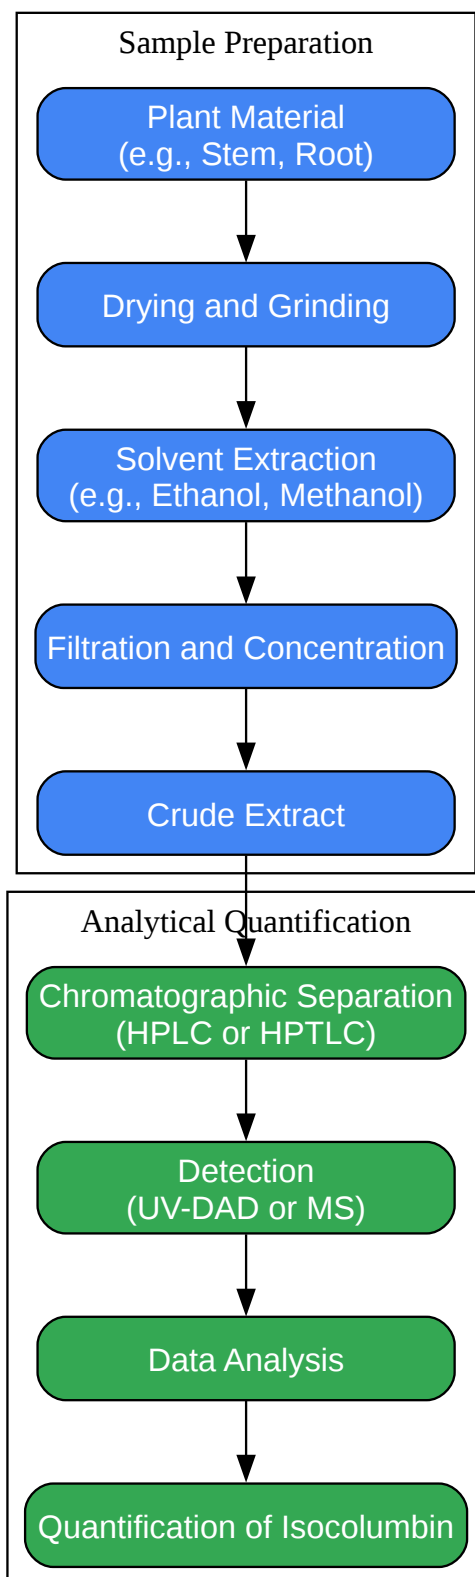 Sample Preparation
Plant Material
(e.g., Stem, Root)
Drying and Grinding
Solvent Extraction
(e.g., Ethanol, Methanol)
Filtration and Concentration
Crude Extract
Analytical Quantification
Chromatographic Separation
(HPLC or HPTLC)
Detection
(UV-DAD or MS)
Data Analysis
Quantification of Isocolumbin